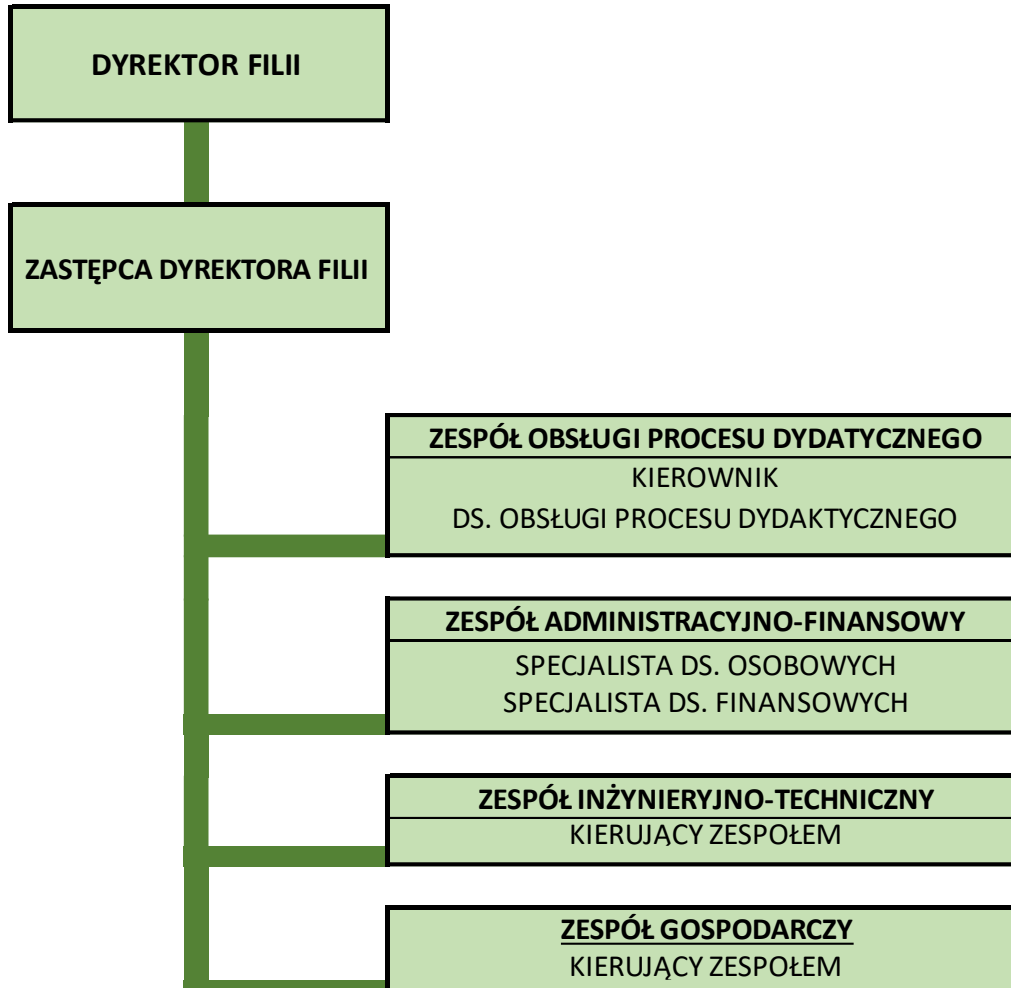 DYREKTOR FILII
ZASTĘPCA DYREKTORA FILII
ZESPÓŁ OBSŁUGI PROCESU DYDATYCZNEGO
KIEROWNIK
DS. OBSŁUGI PROCESU DYDAKTYCZNEGO
ZESPÓŁ ADMINISTRACYJNO-FINANSOWY
SPECJALISTA DS. OSOBOWYCH
SPECJALISTA DS. FINANSOWYCH
ZESPÓŁ INŻYNIERYJNO-TECHNICZNY
KIERUJĄCY ZESPOŁEM
ZESPÓŁ GOSPODARCZY
KIERUJĄCY ZESPOŁEM